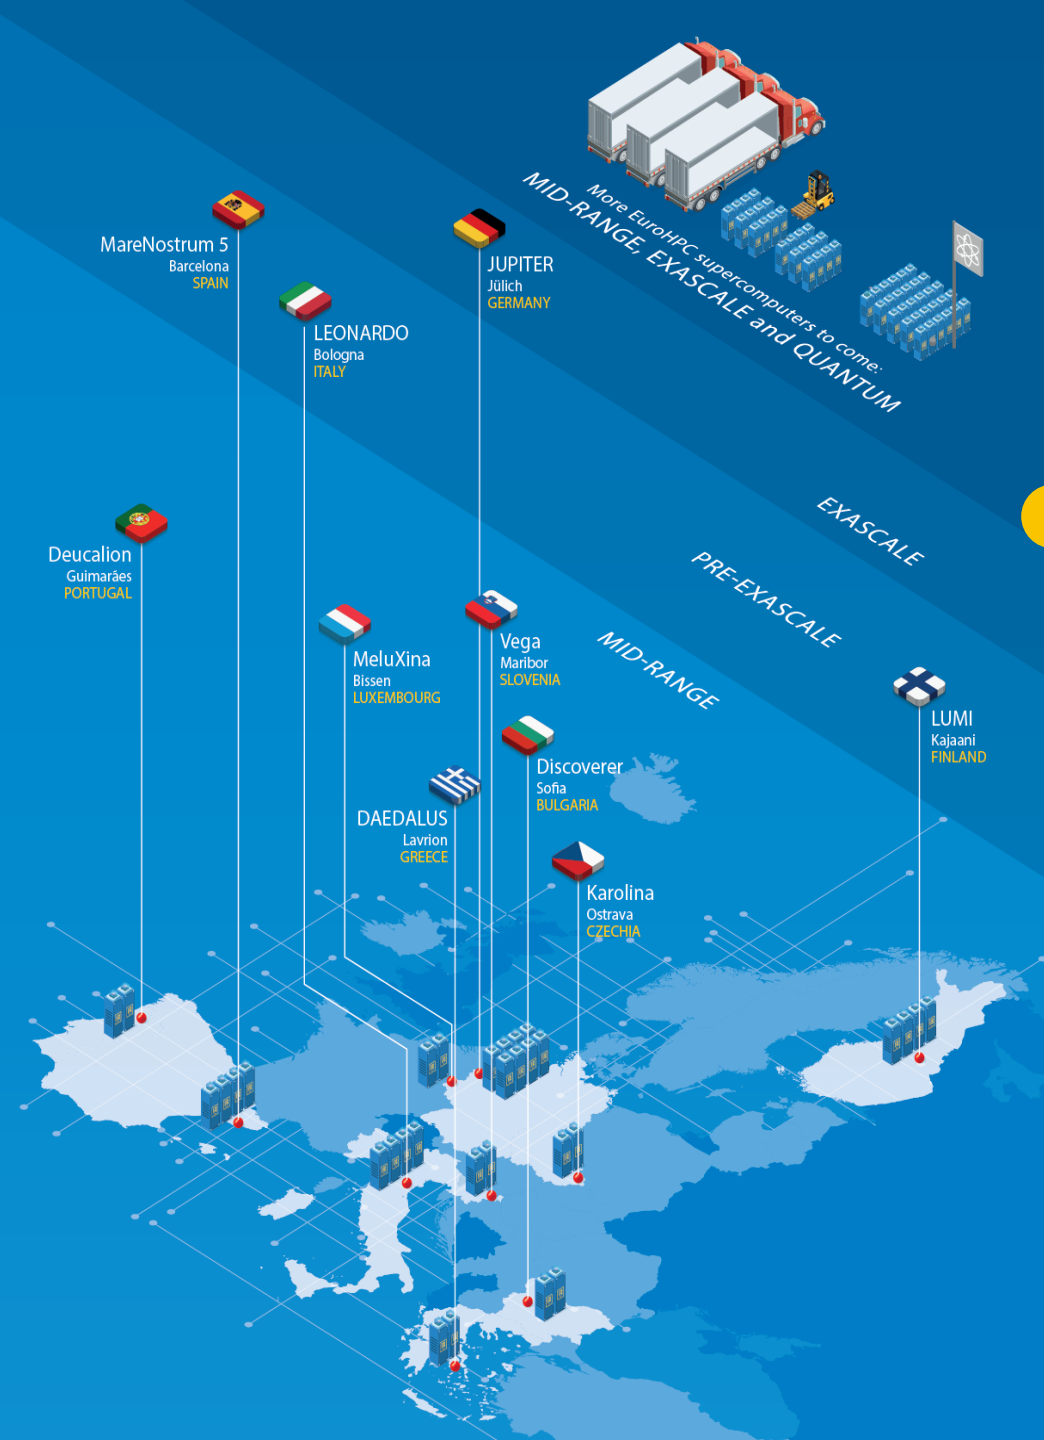 More EuroHPC supercomputers to come:
MID-RANGE, EXASCALE and QUANTUM
MareNostrum 5
Barcelona
SPAIN
JUPITER
Jülich
GERMANY
LEONARDO
Bologna
ITALY
EXASCALE
PRE-EXASCALE
MID-RANGE
Deucalion
Guimarães
PORTUGAL
MeluXina
Bissen
LUXEMBOURG
Vega
Maribor
SLOVENIA
LUMI
Kajaani
FINLAND
Discoverer
Sofia
BULGARIA
DAEDALUS
Lavrion
GREECE
Karolina
Ostrava
CZECHIA